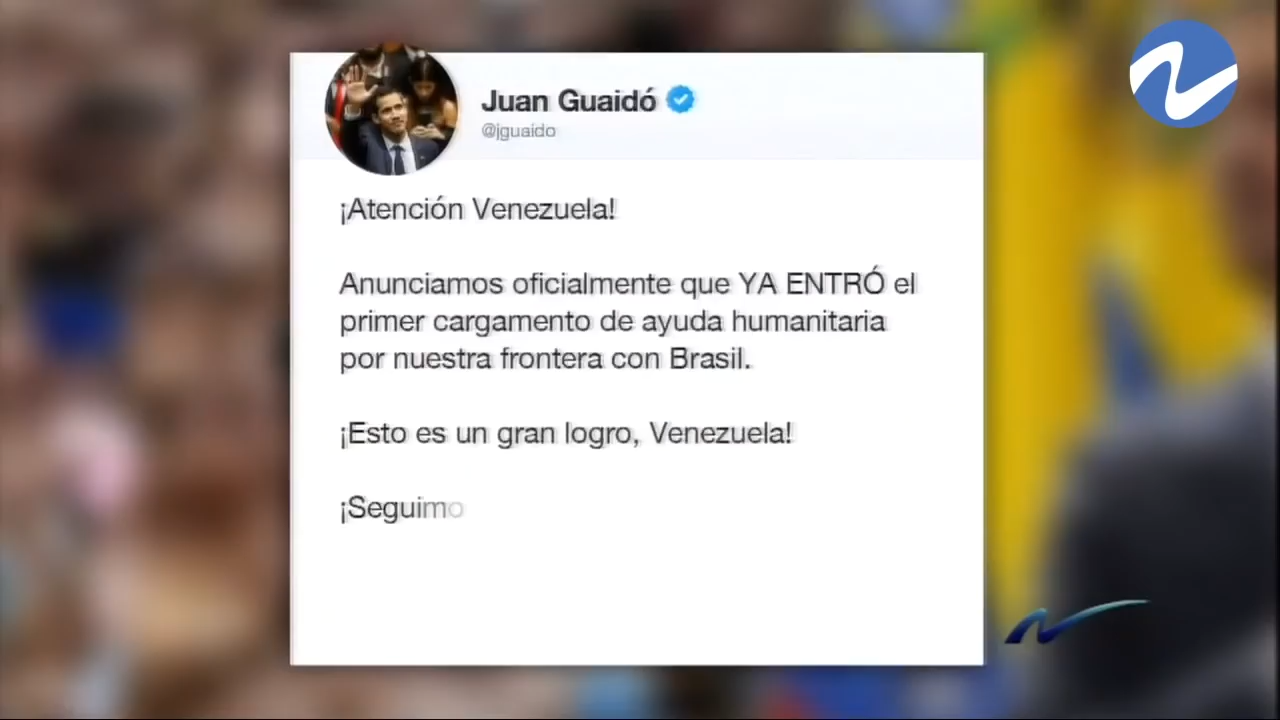 Juan Guaidó
@jguaido
¡Atención Venezuela!
Anunciamos oficialmente que YA ENTRÓ el
primer cargamento de ayuda humanitaria
por nuestra frontera con Brasil.
¡Esto es un gran logro, Venezuela!
¡Seguimo